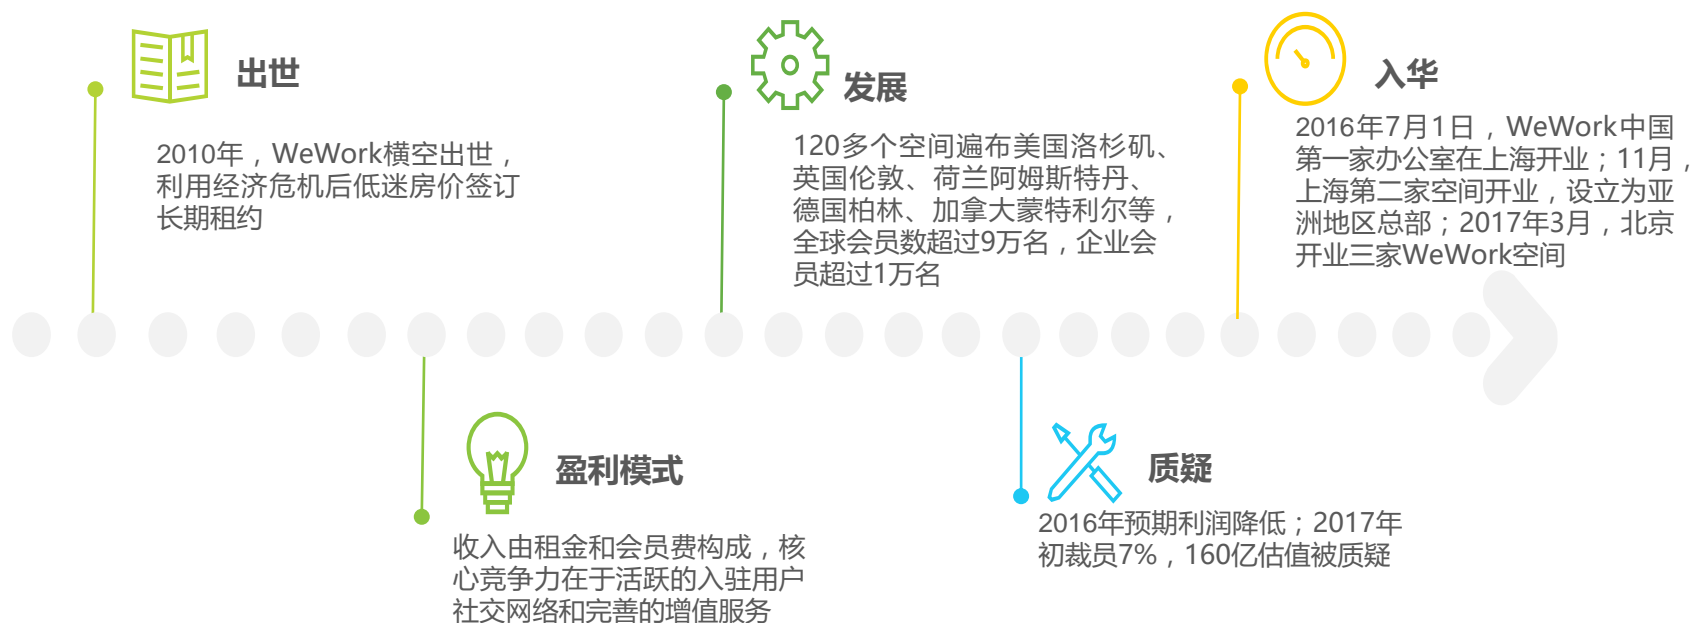 出世
2010年，WeWork横空出世，
利用经济危机后低迷房价签订
长期租约
发展
120多个空间遍布美国洛杉矶、
英国伦敦、荷兰阿姆斯特丹、
德国柏林、加拿大蒙特利尔等，
全球会员数超过9万名，企业会
员超过1万名
入华
2016年7月1日，WeWork中国
第一家办公室在上海开业；11月，
上海第二家空间开业，设立为亚
洲地区总部；2017年3月，北京
开业三家WeWork空间
盈利模式
收入由租金和会员费构成，核
心竞争力在于活跃的入驻用户
社交网络和完善的增值服务
质疑
2016年预期利润降低；2017年
初裁员7%，160亿估值被质疑